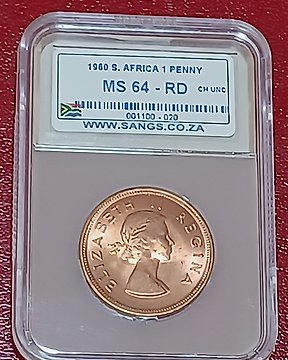 1960 S. AFRICA 1 PENNY
MS 64 - RD CH UNC
001100 - 020
WWW.SANGS.CO.ZA
ELIZABETH II REGINA